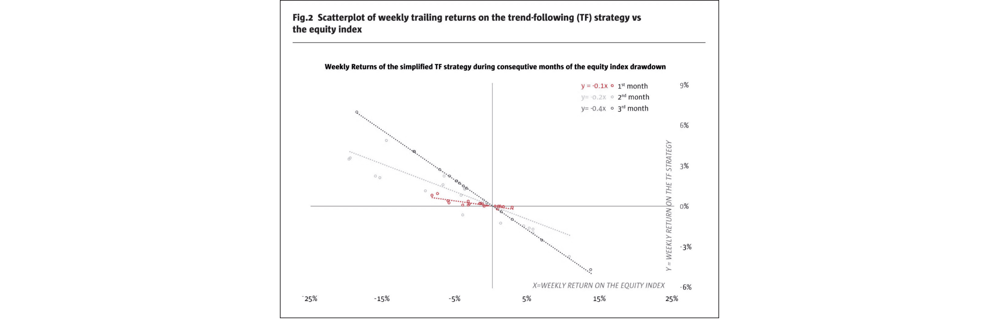 Fig.2 Scatterplot of weekly trailing returns on the trend-following (TF) strategy vs
the equity index
Weekly Returns of the simplified TF strategy during consequtive months of the equity index drawdown
y = -0.1x 1st month
y= -0.2x 2nd month
y= -0.4x 3rd month
9%
6%
3%
0%
-3%
-6%
Y = WEEKLY RETURN ON THE TF STRATEGY
X=WEEKLY RETURN ON THE EQUITY INDEX
-25% -15% -5% 5% 15% 25%